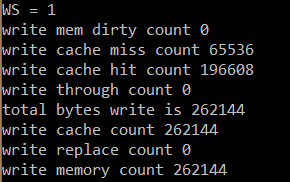 WS = 1
write mem dirty count 0
write cache miss count 65536
write cache hit count 196608
write through count 0
total bytes write is 262144
write cache count 262144
write replace count 0
write memory count 262144